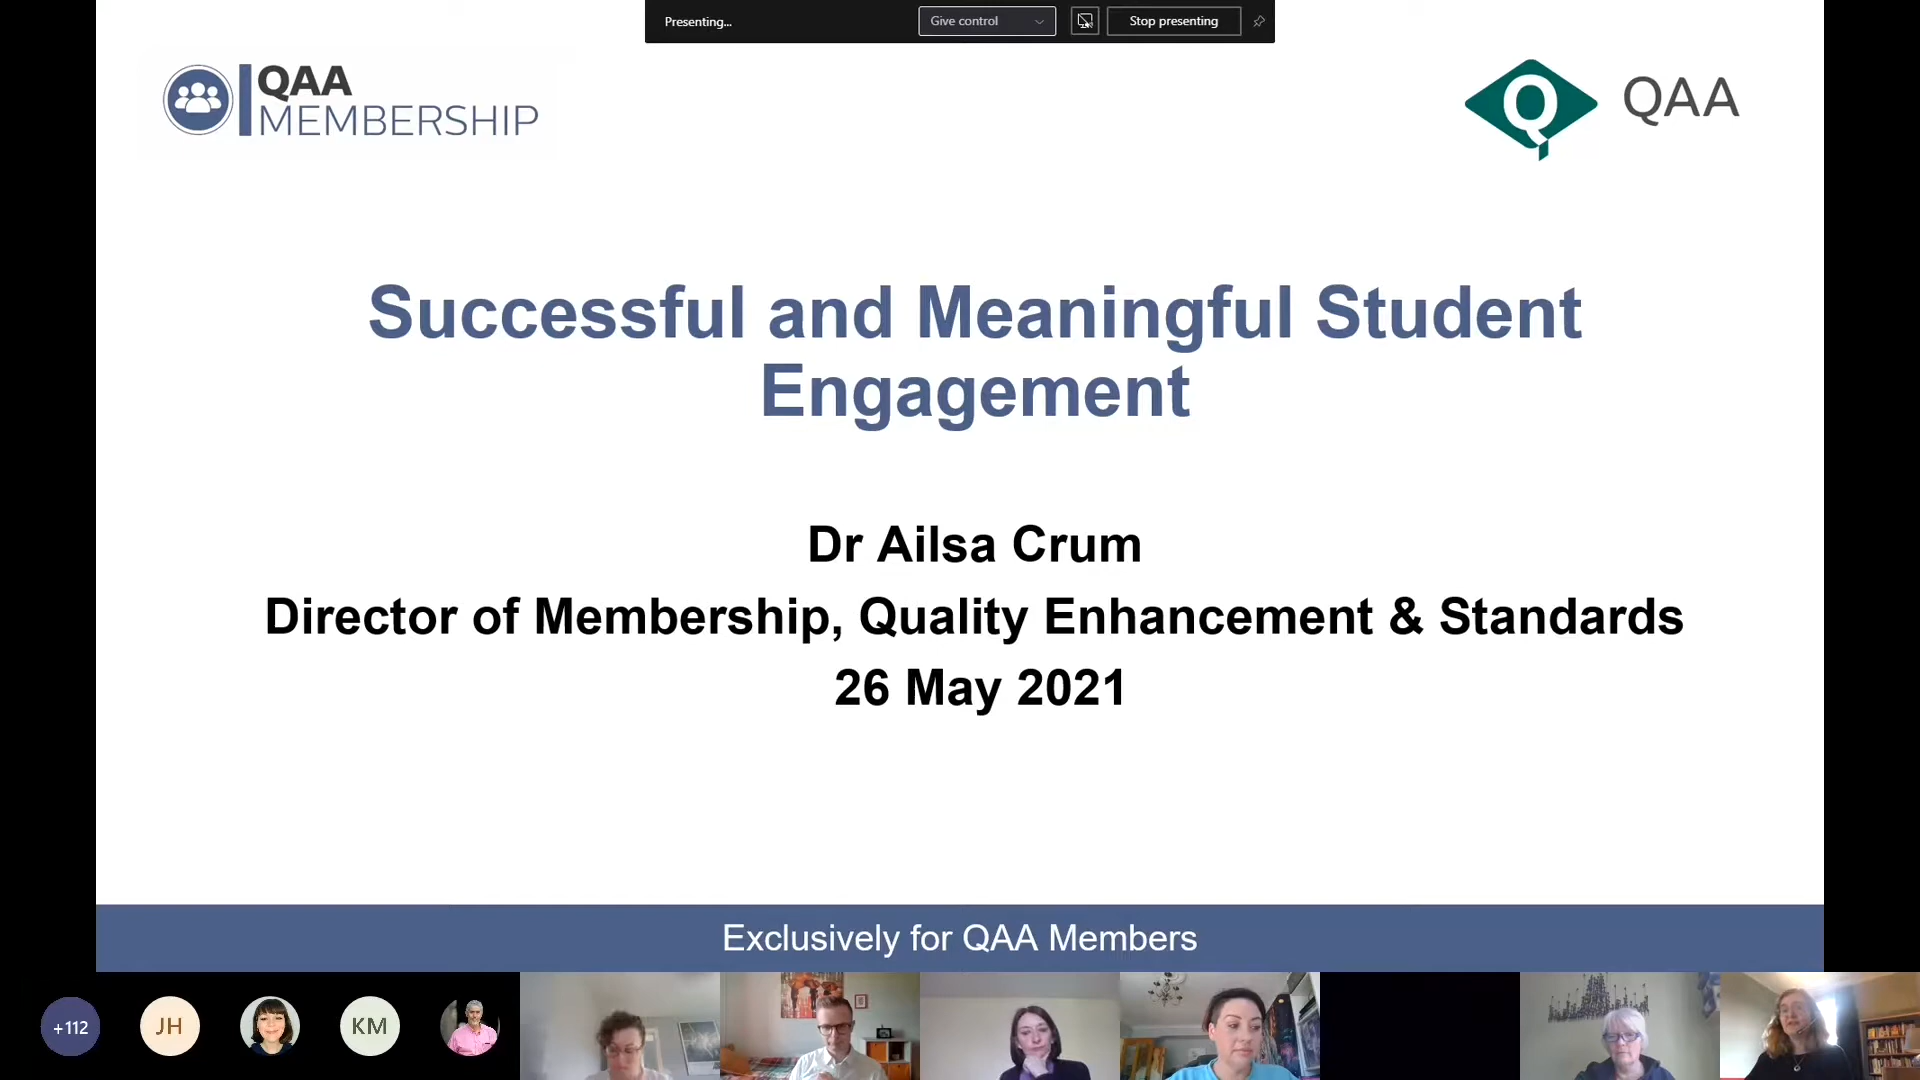 Presenting...
Give control
Stop presenting
QAA
MEMBERSHIP
Q QAA
Successful and Meaningful Student
Engagement
Dr Ailsa Crum
Director of Membership, Quality Enhancement & Standards
26 May 2021
Exclusively for QAA Members
+112
JH
KM